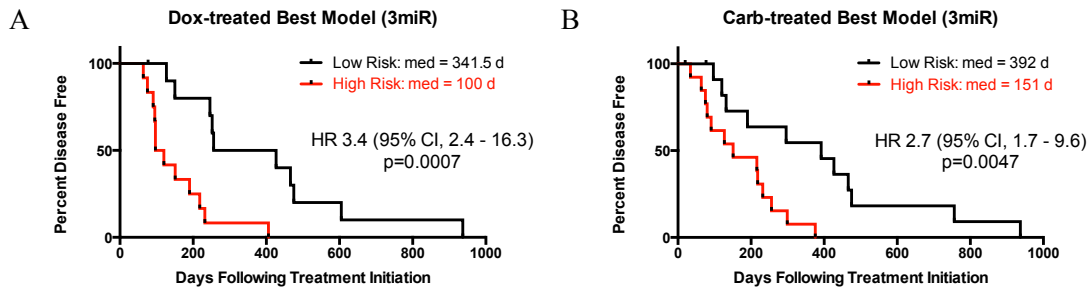 A
Dox-treated Best Model (3miR)
Percent Disease Free
100
50
0
Low Risk: med = 341.5 d
High Risk: med = 100 d
HR 3.4 (95% CI, 2.4 - 16.3)
p=0.0007
0 200 400 600 800 1000
Days Following Treatment Initiation
B
Carb-treated Best Model (3miR)
Percent Disease Free
100
50
0
Low Risk: med = 392 d
High Risk: med = 151 d
HR 2.7 (95% CI, 1.7 - 9.6)
p=0.0047
0 200 400 600 800 1000
Days Following Treatment Initiation